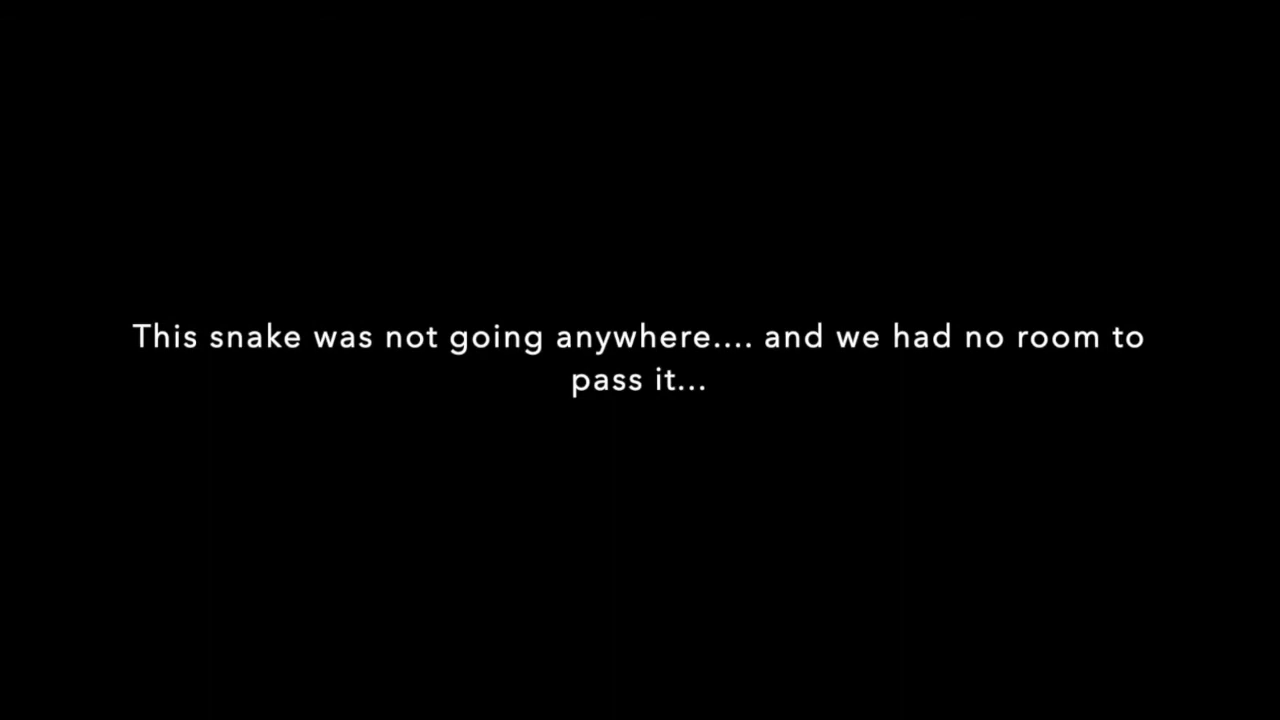 This snake was not going anywhere.... and we had no room to
pass it...